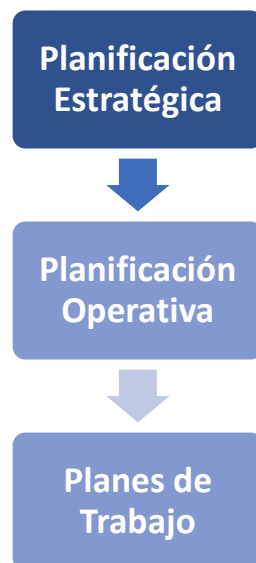 Planificación
Estratégica
Planificación
Operativa
Planes de
Trabajo